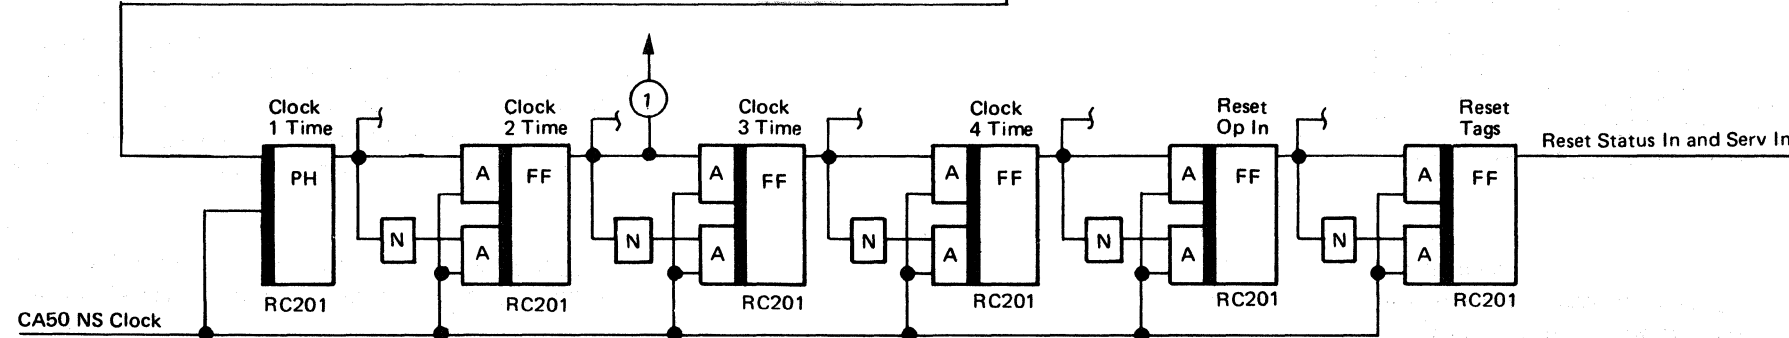 1
Clock
1 Time
Clock
2 Time
Clock
3 Time
Clock
4 Time
Reset
Op In
Reset
Tags
Reset Status In and Serv In
PH
A
FF
A
FF
A
FF
A
FF
A
FF
N
A
N
A
N
A
N
A
N
A
RC201
RC201
RC201
RC201
RC201
RC201
CA50 NS Clock